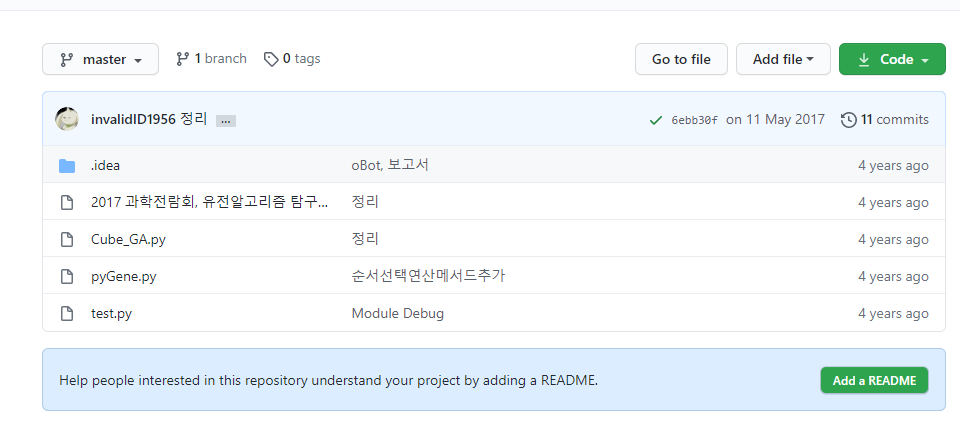 master 1 branch 0 tags Go to file Add file Code
invalidID1956 정리 ... 6ebb30f on 11 May 2017 11 commits
.idea oBot, 보고서 4 years ago
2017 과학전람회, 유전알고리즘 탐구... 정리 4 years ago
Cube_GA.py 정리 4 years ago
pyGene.py 순서선택연산메서드추가 4 years ago
test.py Module Debug 4 years ago
Help people interested in this repository understand your project by adding a README. Add a README